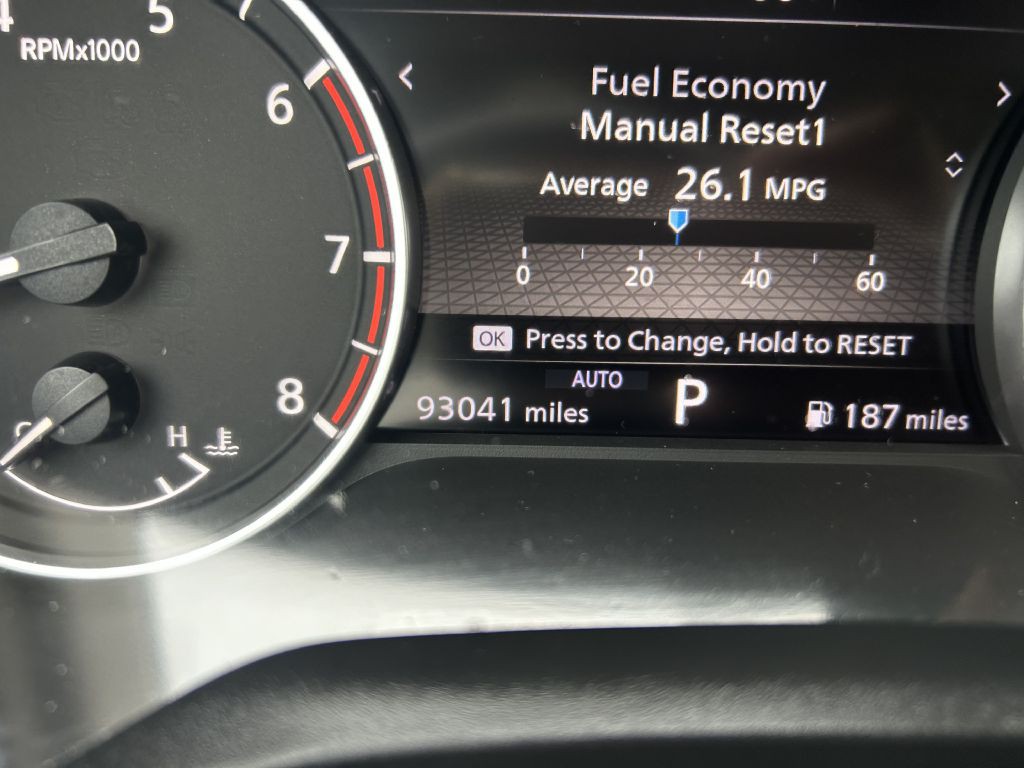 5
RPMx1000
6
7
8
H
<
>
Fuel Economy
Manual Reset1
Average 26.1 MPG
0 20 40 60
OK Press to Change, Hold to RESET
AUTO
93041 miles P 187 miles